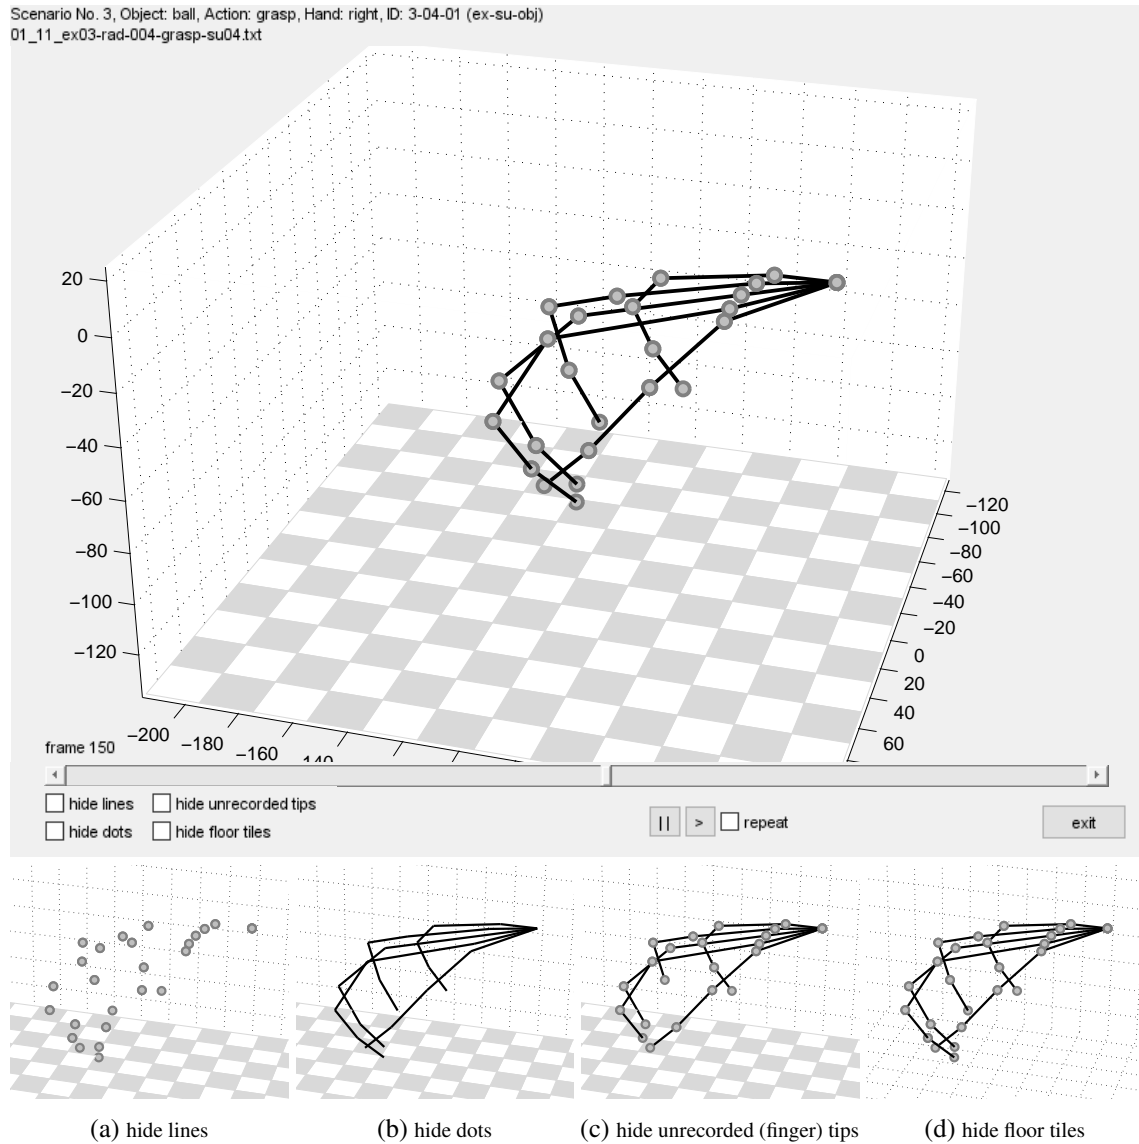 Scenario No. 3, Object: ball, Action: grasp, Hand: right, ID: 3-04-01 (ex-su-obj)
01_11_ex03-rad-004-grasp-su04.txt
20
0
−20
−40
−60
−80
−100
−120
−200
−180
−160
−120
−100
−80
−60
−40
−20
0
20
40
60
frame 150
hide lines
hide unrecorded tips
hide dots
hide floor tiles
||
>
repeat
exit
(a) hide lines
(b) hide dots
(c) hide unrecorded (finger) tips
(d) hide floor tiles